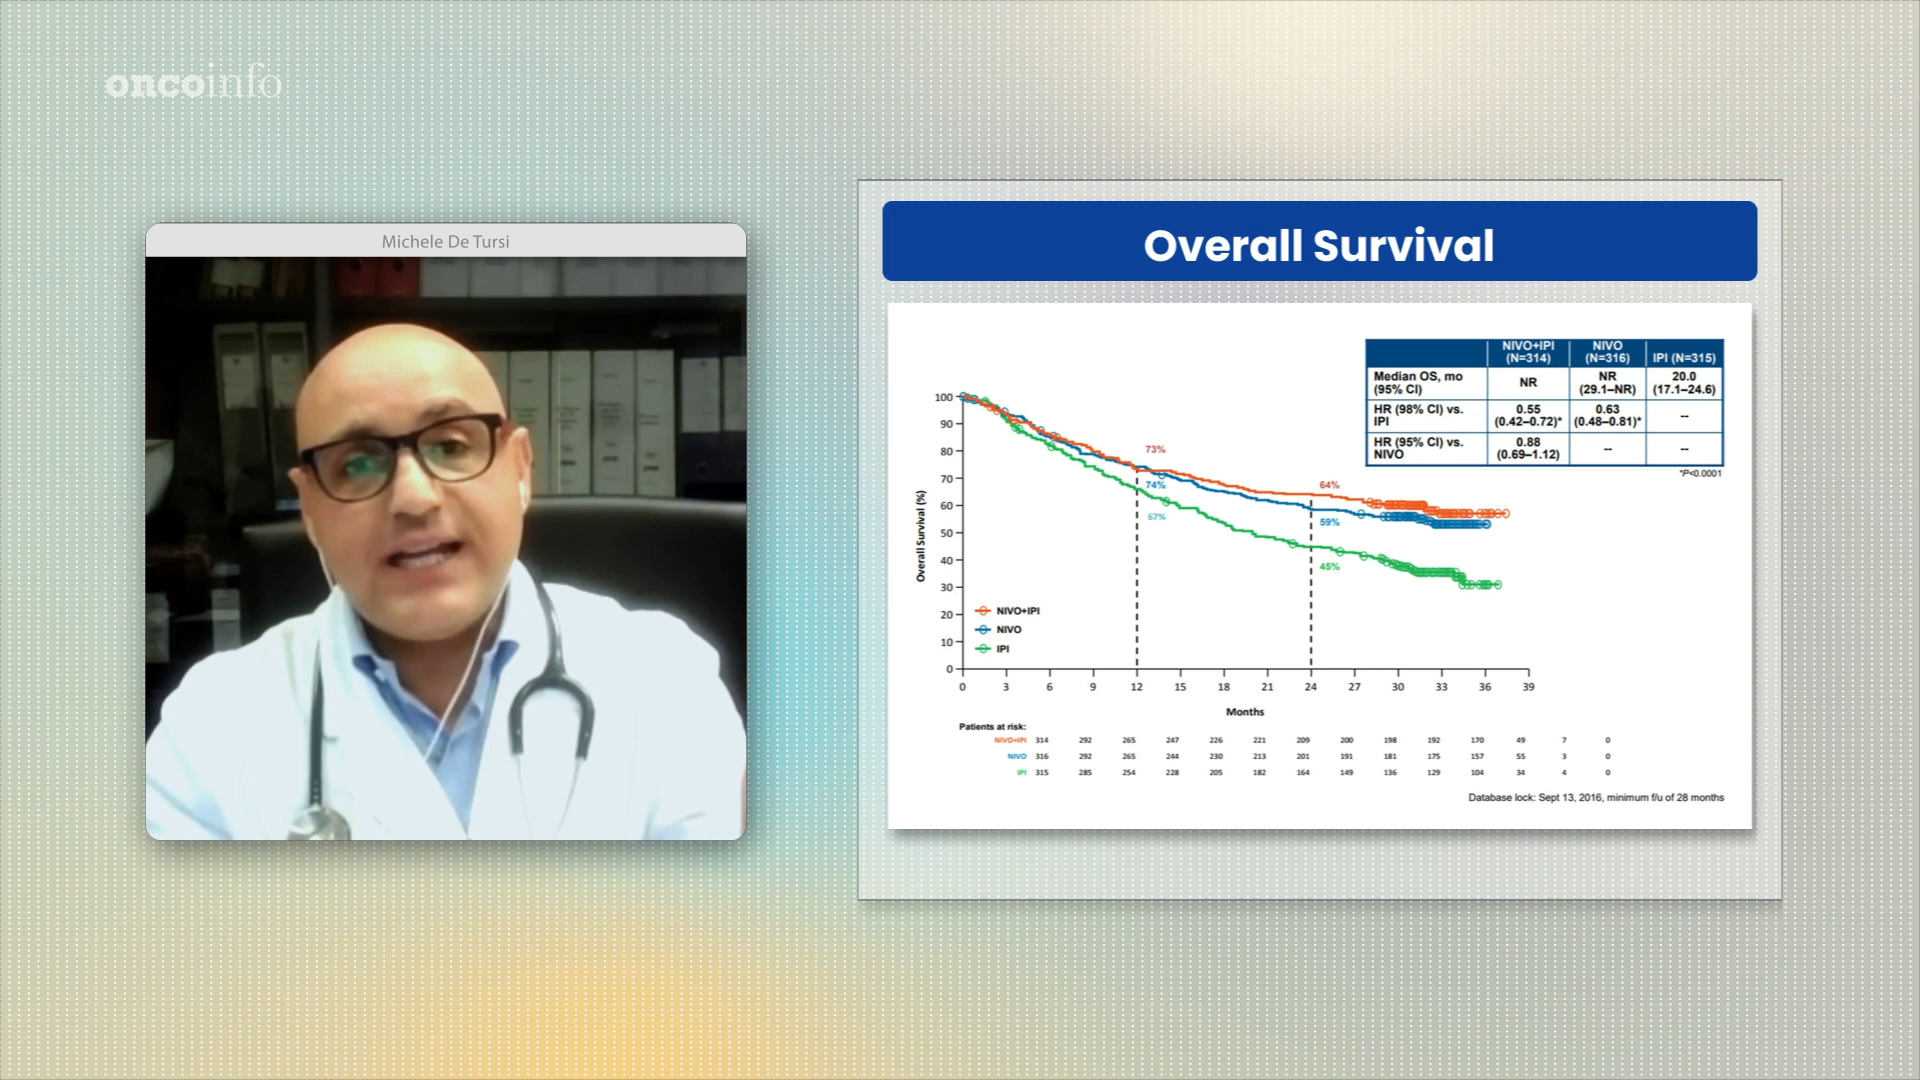 oncoinfo
Michele De Tursi
Overall Survival
NIVO+IPI (N=314) NIVO (N=316) IPI (N=315)
Median OS, mo (95% CI) NR NR (29.1–NR) 20.0 (17.1–24.6)
HR (98% CI) vs. IPI 0.55 (0.42–0.72)* 0.63 (0.48–0.81)* --
HR (95% CI) vs. NIVO 0.88 (0.69–1.12) -- --
*P<0.0001
Overall Survival (%)
100
90
80
70
60
50
40
30
20
10
0
73%
74%
67%
64%
59%
45%
NIVO+IPI
NIVO
IPI
0 3 6 9 12 15 18 21 24 27 30 33 36 39
Months
Patients at risk:
NIVO+IPI 314 292 265 247 226 221 209 200 198 192 170 49 7 0
NIVO 316 292 265 244 230 213 201 191 181 175 157 55 3 0
IPI 315 285 254 228 205 182 164 149 136 129 104 34 4 0
Database lock: Sept 13, 2016, minimum f/u of 28 months